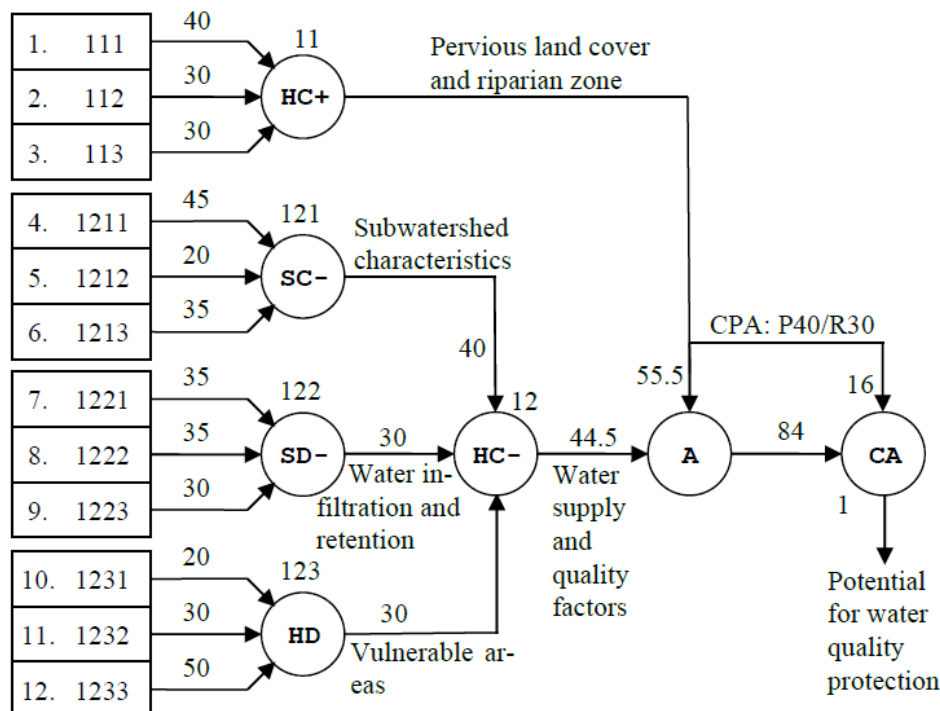 1. 111
2. 112
3. 113
40
30
30
11
HC+
Pervious land cover
and riparian zone
4. 1211
5. 1212
6. 1213
45
20
35
121
SC-
Subwatershed
characteristics
40
7. 1221
8. 1222
9. 1223
35
35
30
122
SD-
30
Water in-
filtration and
retention
10. 1231
11. 1232
12. 1233
20
30
50
123
HD
30
Vulnerable ar-
eas
12
HC-
44.5
Water
supply
and
quality
factors
55.5
A
CPA: P40/R30
16
84
CA
1
Potential
for water
quality
protection